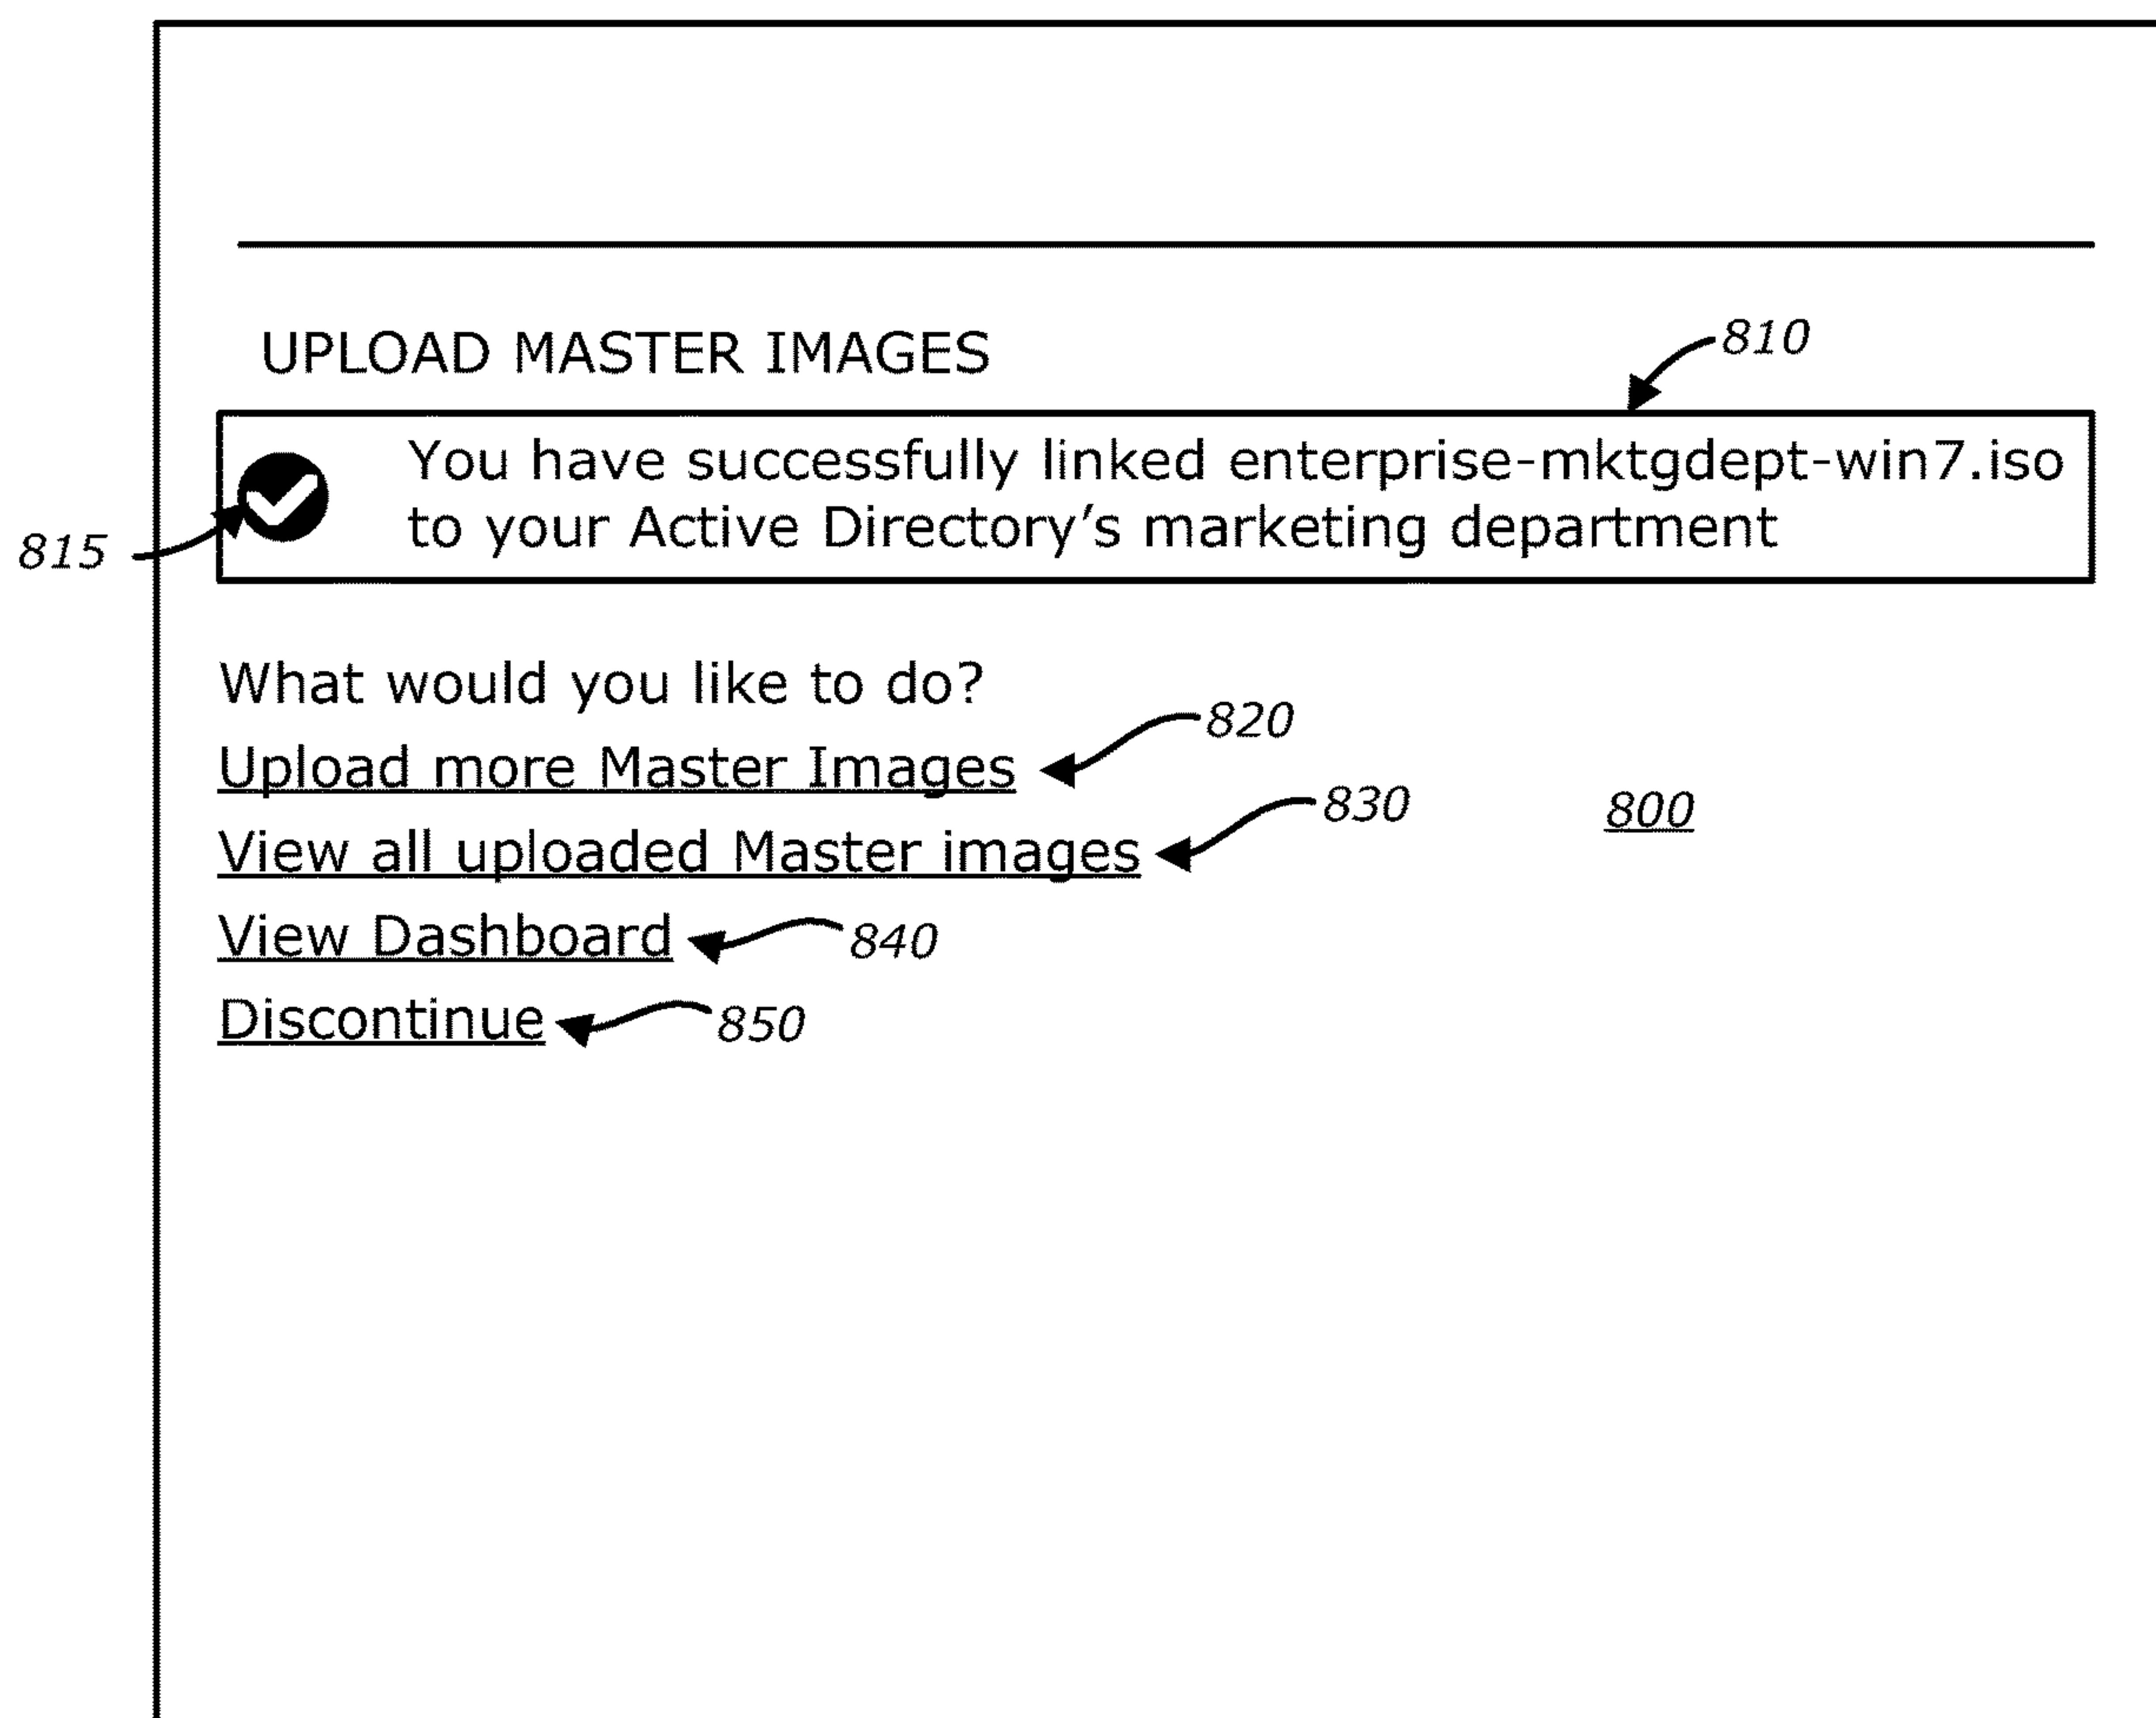 UPLOAD MASTER IMAGES
810
You have successfully linked enterprise-mktgdept-win7.iso
to your Active Directory’s marketing department
815
What would you like to do?
820
Upload more Master Images
830
800
View all uploaded Master images
View Dashboard
840
Discontinue
850